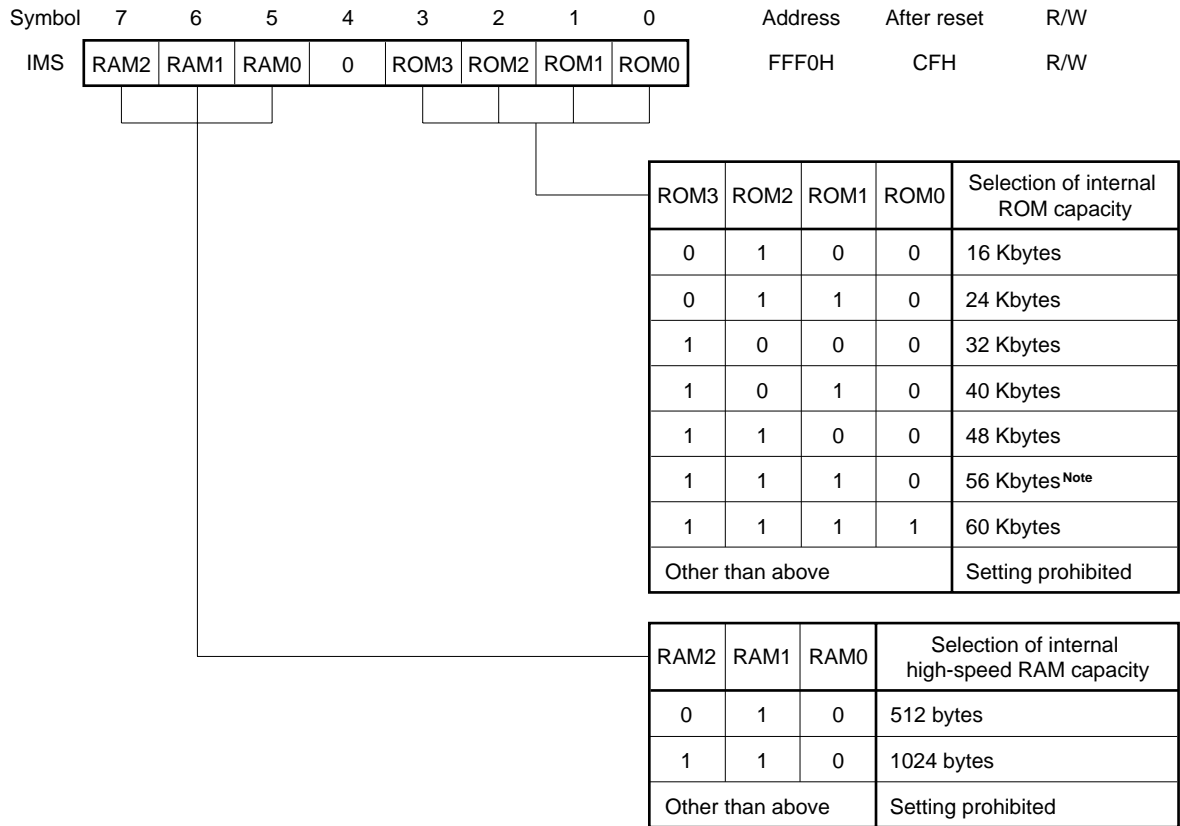 Symbol 7 6 5 4 3 2 1 0 Address After reset R/W
IMS RAM2 RAM1 RAM0 0 ROM3 ROM2 ROM1 ROM0 FFF0H CFH R/W
ROM3 ROM2 ROM1 ROM0 Selection of internal
ROM capacity
0 1 0 0 16 Kbytes
0 1 1 0 24 Kbytes
1 0 0 0 32 Kbytes
1 0 1 0 40 Kbytes
1 1 0 0 48 Kbytes
1 1 1 0 56 Kbytes Note
1 1 1 1 60 Kbytes
Other than above Setting prohibited
RAM2 RAM1 RAM0 Selection of internal
high-speed RAM capacity
0 1 0 512 bytes
1 1 0 1024 bytes
Other than above Setting prohibited